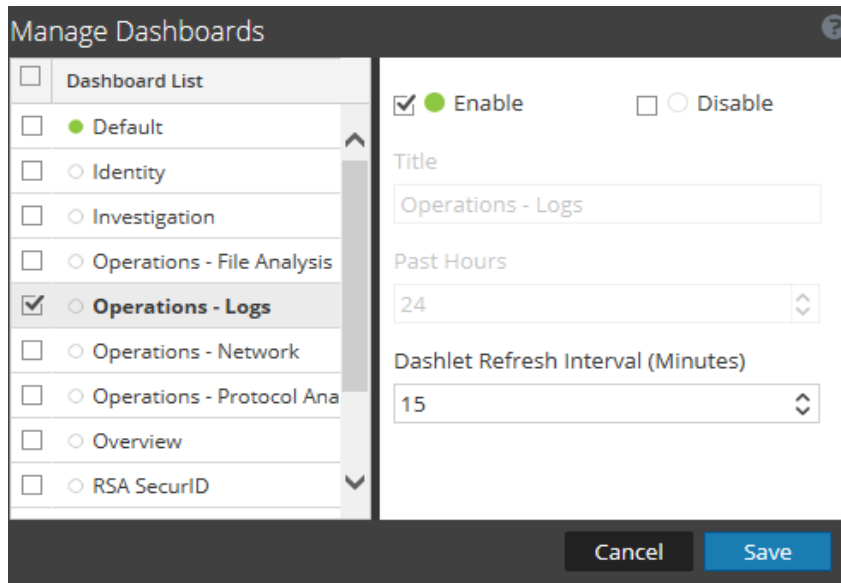 Manage Dashboards
?
Dashboard List
Default
Identity
Investigation
Operations - File Analysis
Operations - Logs
Operations - Network
Operations - Protocol Ana
Overview
RSA SecurID
Enable
Disable
Title
Operations - Logs
Past Hours
24
Dashlet Refresh Interval (Minutes)
15
Cancel
Save